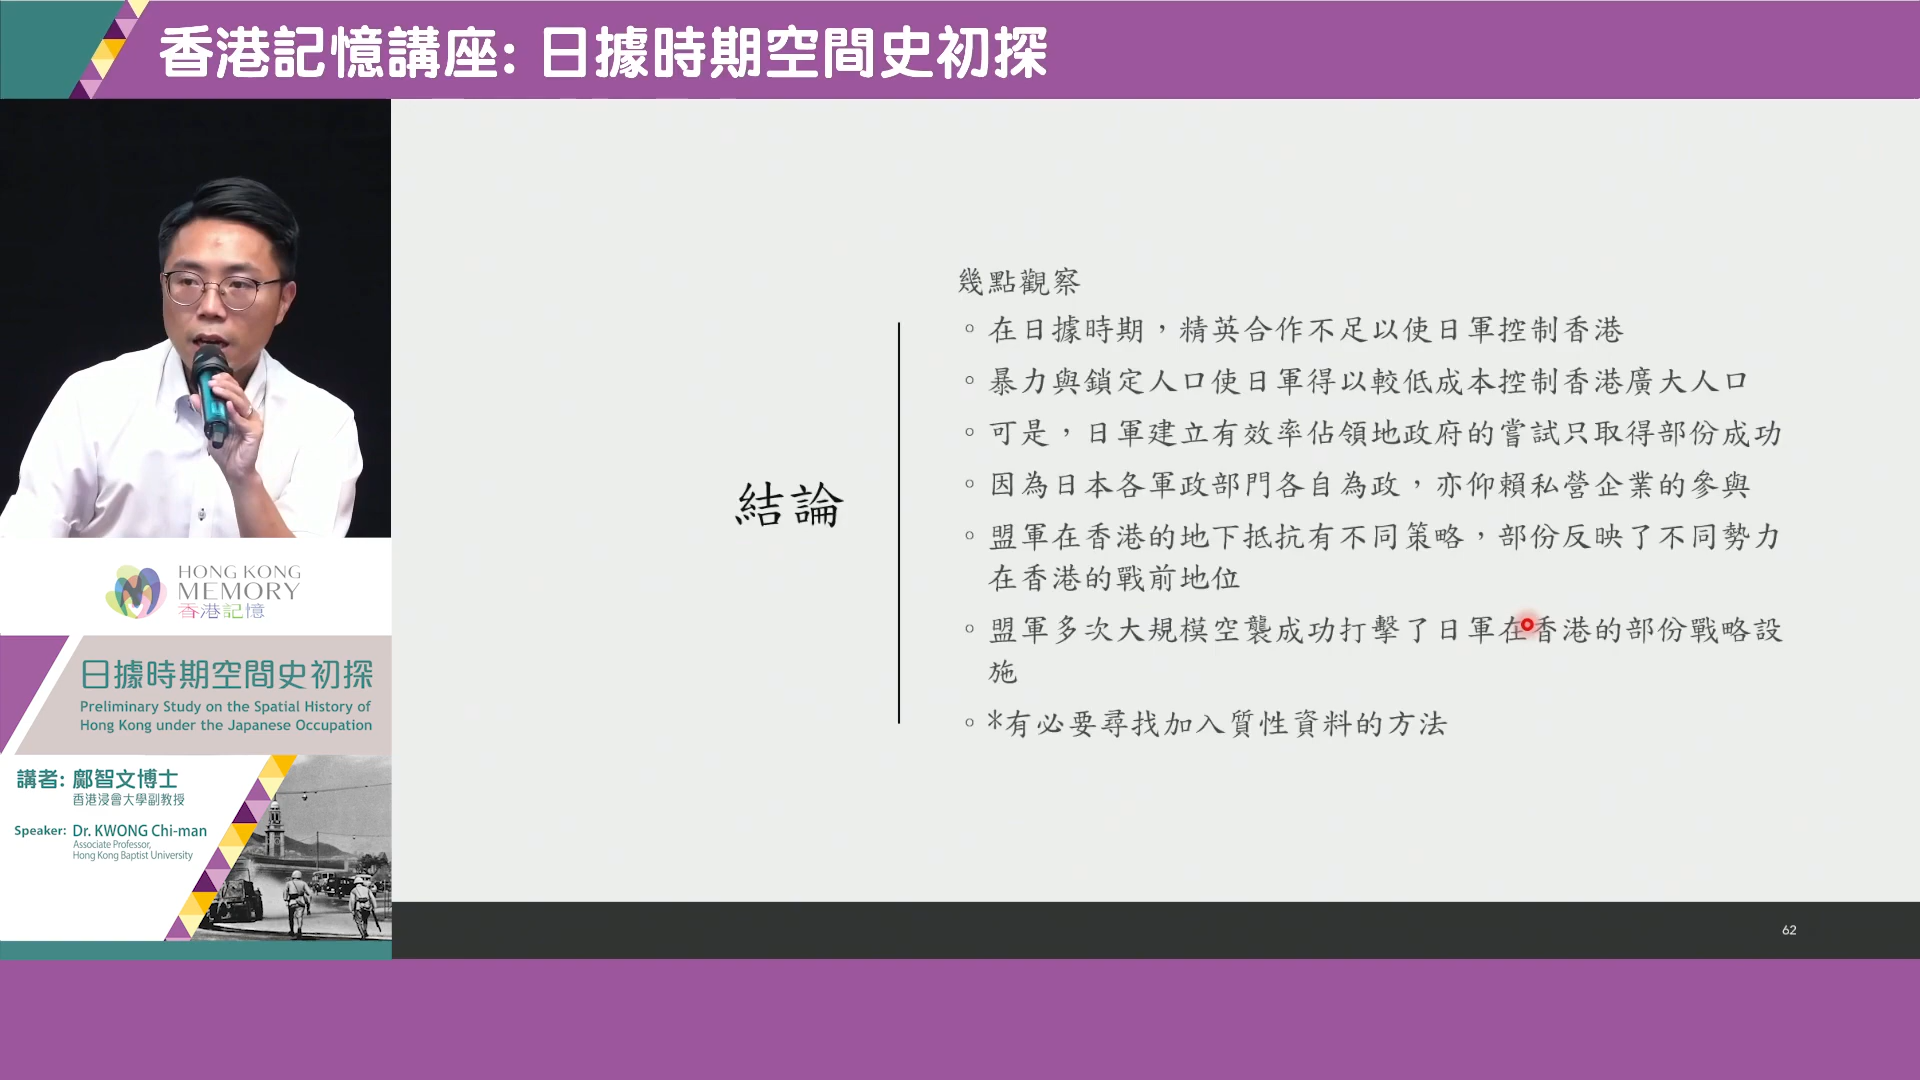 香港記憶講座: 日據時期空間史初探
結論
幾點觀察
◦ 在日據時期，精英合作不足以使日軍控制香港
◦ 暴力與鎖定人口使日軍得以較低成本控制香港廣大人口
◦ 可是，日軍建立有效率佔領地政府的嘗試只取得部份成功
◦ 因為日本各軍政部門各自為政，亦仰賴私營企業的參與
◦ 盟軍在香港的地下抵抗有不同策略，部份反映了不同勢力
在香港的戰前地位
◦ 盟軍多次大規模空襲成功打擊了日軍在香港的部份戰略設
施
◦ *有必要尋找加入質性資料的方法
62
HONG KONG
MEMORY
香港記憶
日據時期空間史初探
Preliminary Study on the Spatial History of
Hong Kong under the Japanese Occupation
講者: 鄺智文博士
香港浸會大學副教授
Speaker: Dr. KWONG Chi-man
Associate Professor,
Hong Kong Baptist University